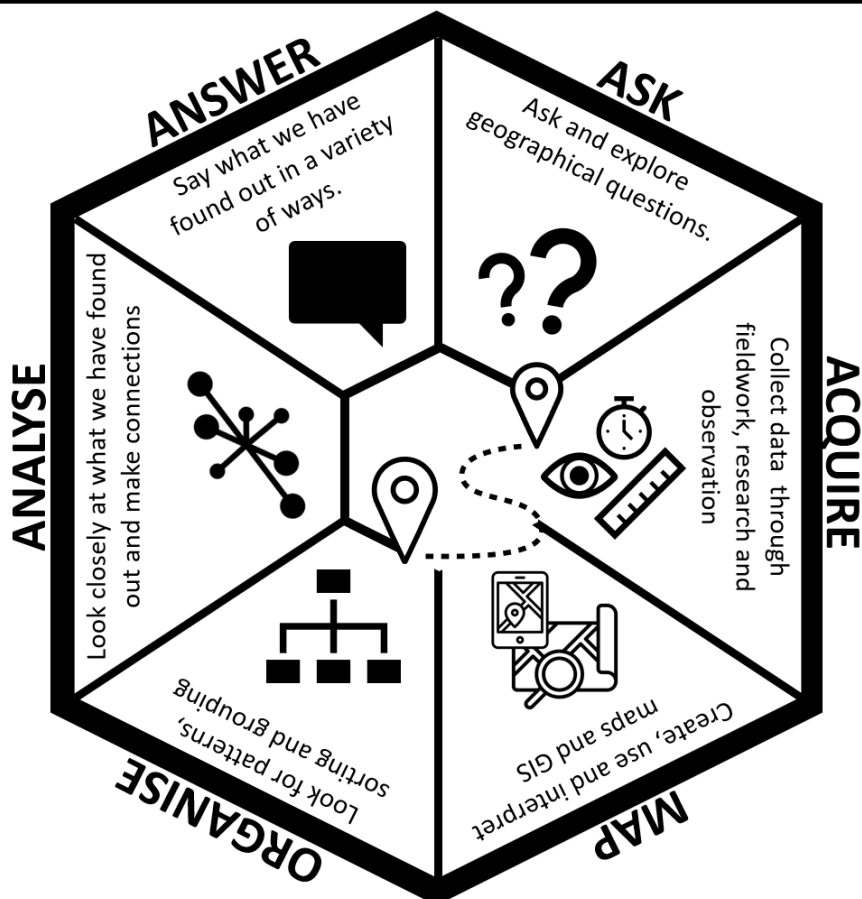 ASK
Ask and explore
geographical questions.
ACQUIRE
Collect data through
fieldwork, research and
observation
MAP
Create, use and interpret
maps and GIS
ORGANISE
Look for patterns,
sorting and grouping
ANALYSE
Look closely at what we have found
out and make connections
ANSWER
Say what we have
found out in a variety
of ways.